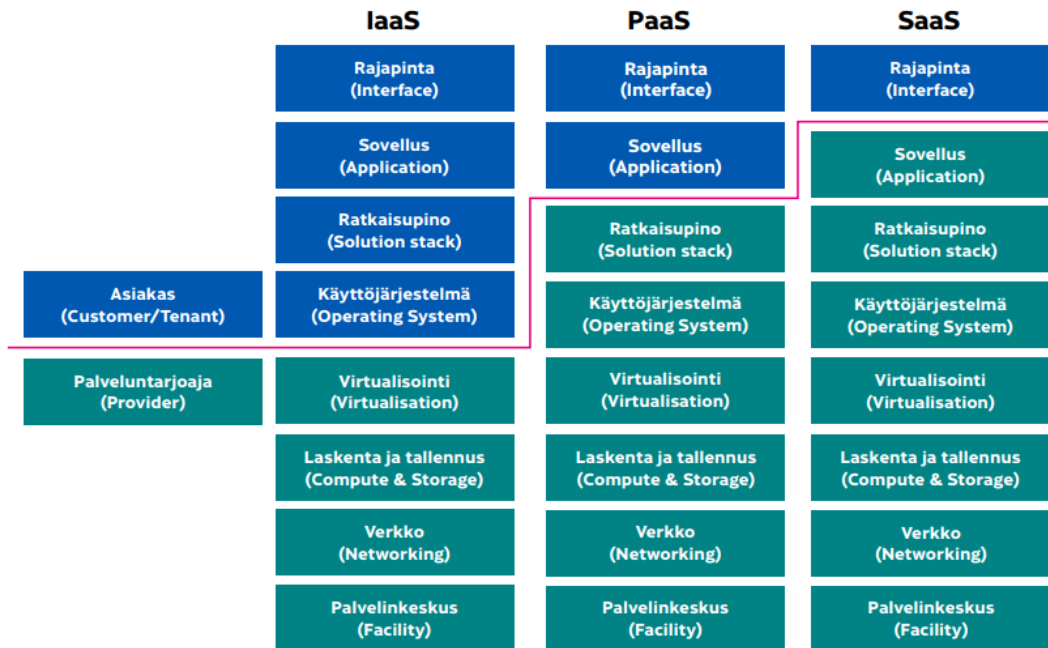 IaaS
PaaS
SaaS
Rajapinta
(Interface)
Rajapinta
(Interface)
Rajapinta
(Interface)
Sovellus
(Application)
Sovellus
(Application)
Sovellus
(Application)
Ratkaisupino
(Solution stack)
Ratkaisupino
(Solution stack)
Ratkaisupino
(Solution stack)
Asiakas
(Customer/Tenant)
Käyttöjärjestelmä
(Operating System)
Käyttöjärjestelmä
(Operating System)
Käyttöjärjestelmä
(Operating System)
Palveluntarjoaja
(Provider)
Virtualisointi
(Virtualisation)
Virtualisointi
(Virtualisation)
Virtualisointi
(Virtualisation)
Laskenta ja tallennus
(Compute & Storage)
Laskenta ja tallennus
(Compute & Storage)
Laskenta ja tallennus
(Compute & Storage)
Verkko
(Networking)
Verkko
(Networking)
Verkko
(Networking)
Palvelinkeskus
(Facility)
Palvelinkeskus
(Facility)
Palvelinkeskus
(Facility)